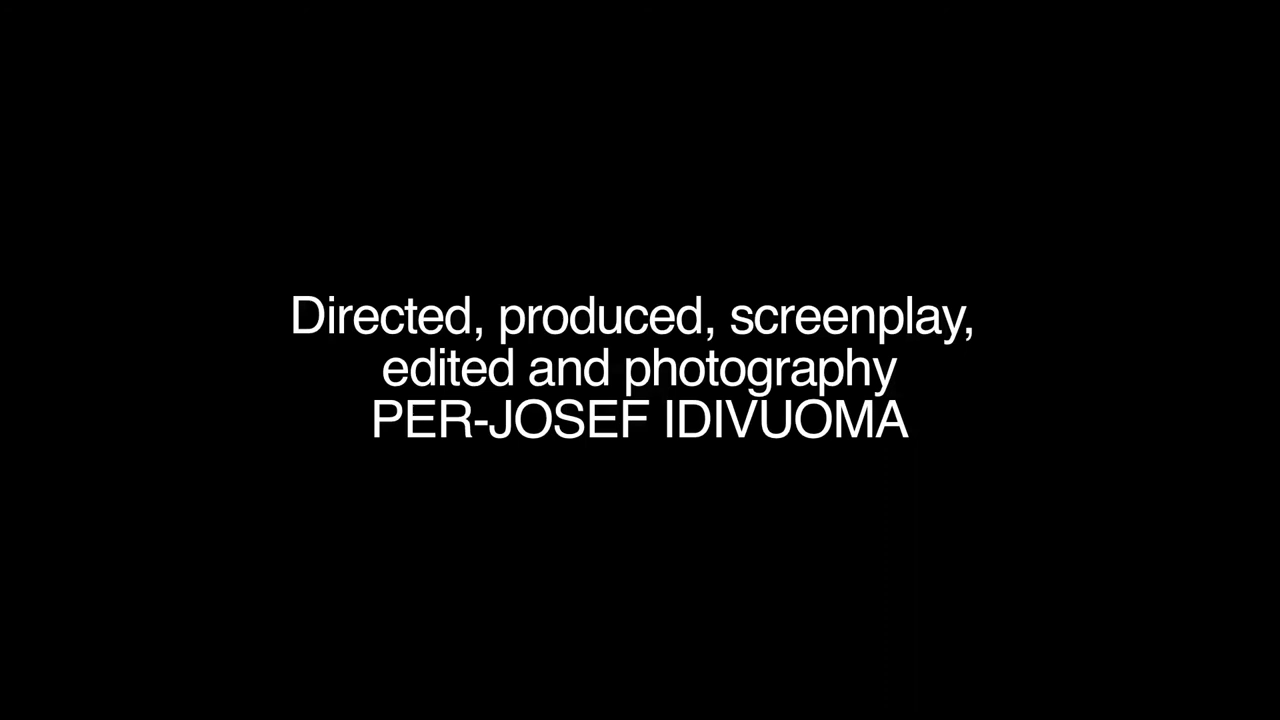 Directed, produced, screenplay,
edited and photography
PER-JOSEF IDIVUOMA